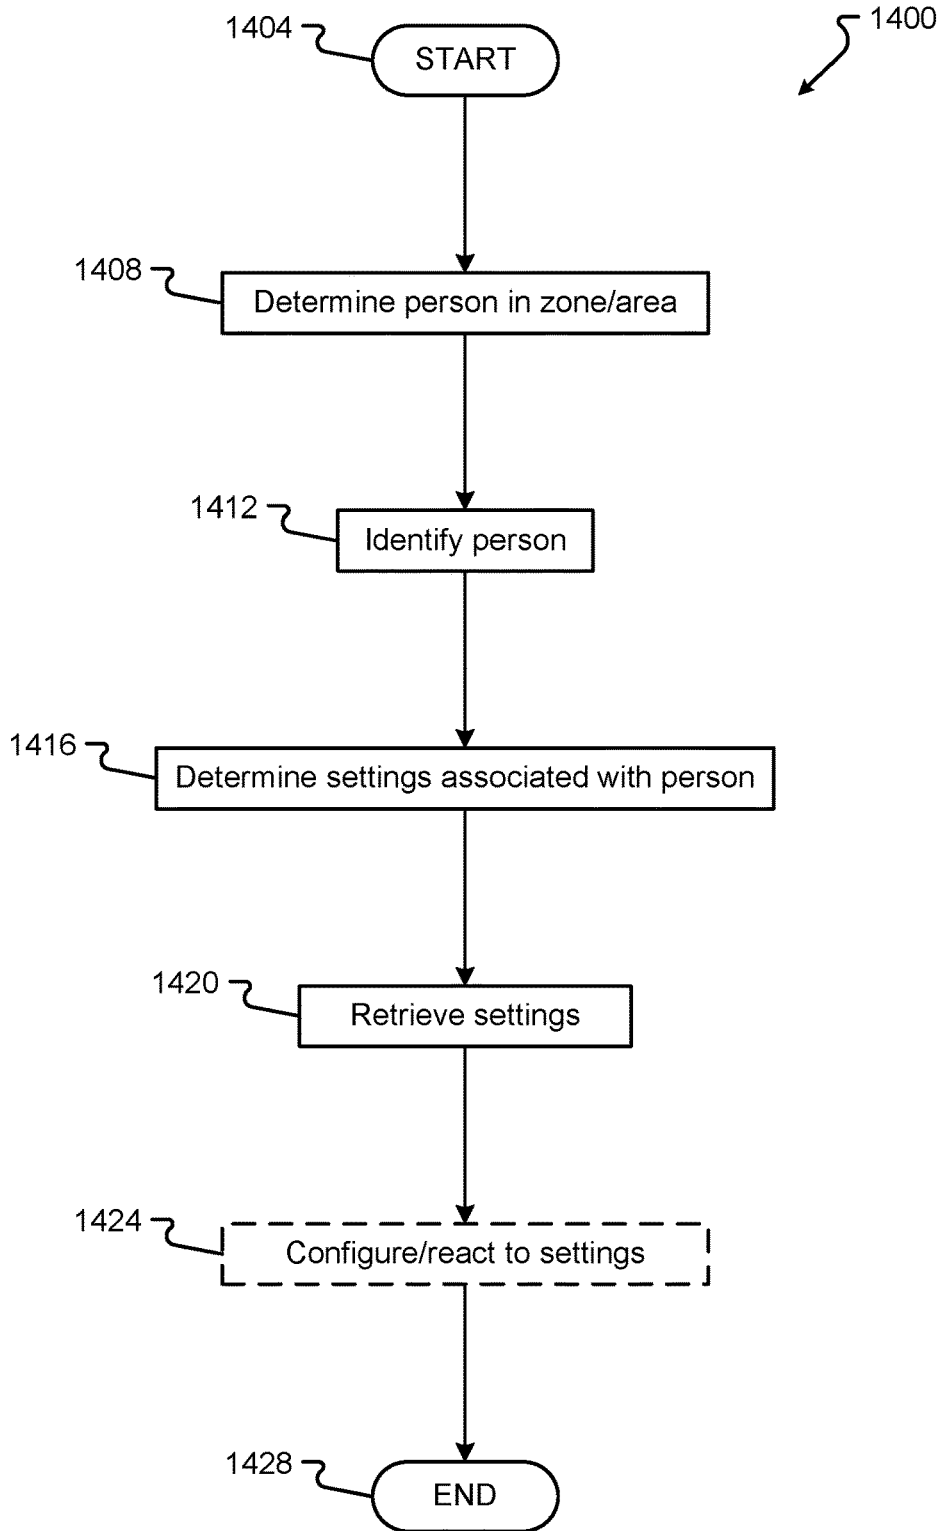 1400
1404
START
1408
Determine person in zone/area
1412
Identify person
1416
Determine settings associated with person
1420
Retrieve settings
1424
Configure/react to settings
1428
END